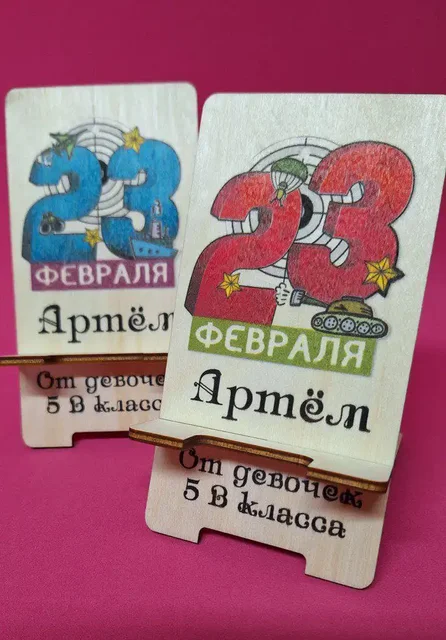 23
ФЕВРАЛЯ
Артём
От девочек
5 В класса
23
ФЕВРАЛЯ
Артём
От девочек
5 В класса